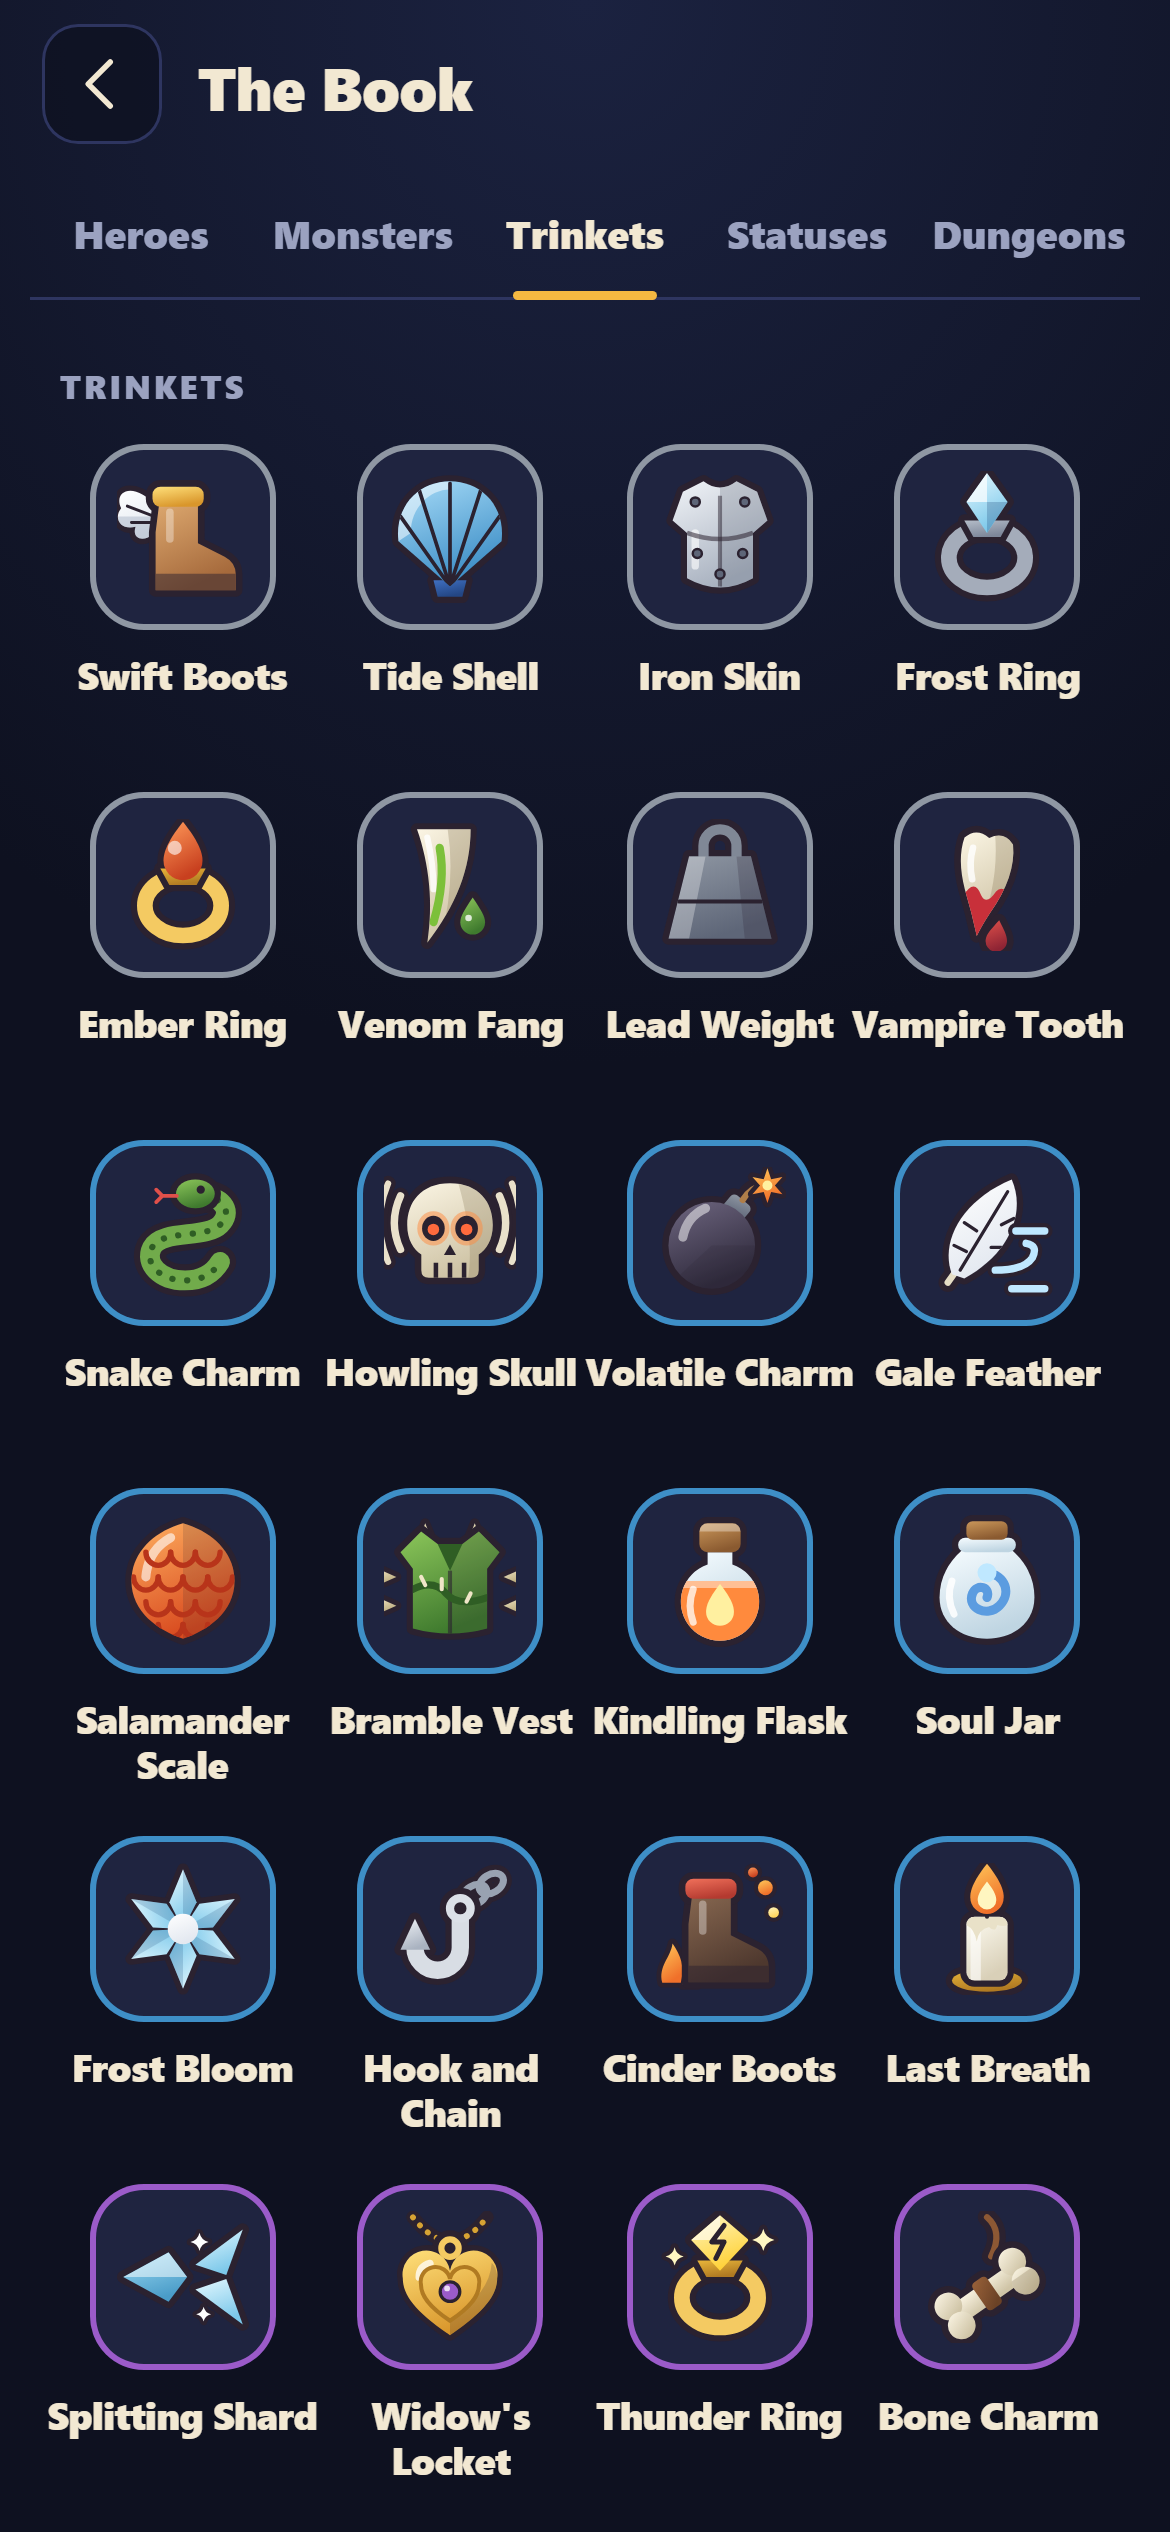 The Book
Heroes Monsters Trinkets Statuses Dungeons
TRINKETS
Swift Boots Tide Shell Iron Skin Frost Ring
Ember Ring Venom Fang Lead Weight Vampire Tooth
Snake Charm Howling Skull Volatile Charm Gale Feather
Salamander Scale Bramble Vest Kindling Flask Soul Jar
Frost Bloom Hook and Chain Cinder Boots Last Breath
Splitting Shard Widow's Locket Thunder Ring Bone Charm